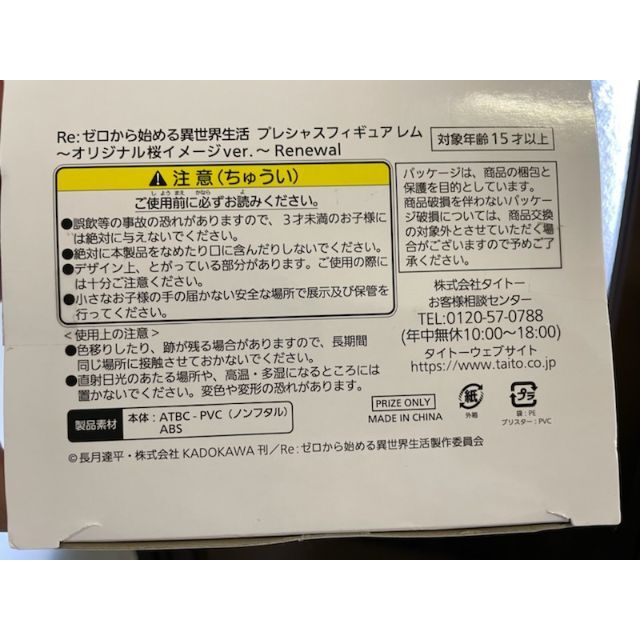 Re:ゼロから始める異世界生活 プレシャスフィギュア レム
～オリジナル桜イメージver.～ Renewal
対象年齢15才以上
⚠注意(ちゅうい)
ご使用前に必ずお読みください。
しようまえ かなら よ
●誤飲等の事故の恐れがありますので、3才未満のお子様に
は絶対に与えないでください。
●絶対に本製品をなめたり口に含んだりしないでください。
●デザイン上、とがっている部分があります。ご使用の際に
は十分ご注意ください。
●小さなお子様の手の届かない安全な場所で展示及び保管を
行ってください。
<使用上の注意>
●色移りしたり、跡が残る場合がありますので、長期間
同じ場所に接触させておかないでください。
●直射日光のあたる場所や、高温・多湿になるところには
置かないでください。変色や変形の恐れがあります。
製品素材
本体：ATBC-PVC（ノンフタル）
ABS
パッケージは、商品の梱包と
保護を目的としています。
商品破損を伴わないパッケー
ジ破損については、商品交換
の対象外とさせていただく場
合がございますので予めご了
承ください。
株式会社タイトー
お客様相談センター
TEL:0120-57-0788
(年中無休10:00～18:00)
タイトーウェブサイト
https://www.taito.co.jp
PRIZE ONLY
MADE IN CHINA
紙
外箱
プラ
袋：PE
ブリスター：PVC
©長月達平・株式会社 KADOKAWA 刊／Re：ゼロから始める異世界生活製作委員会